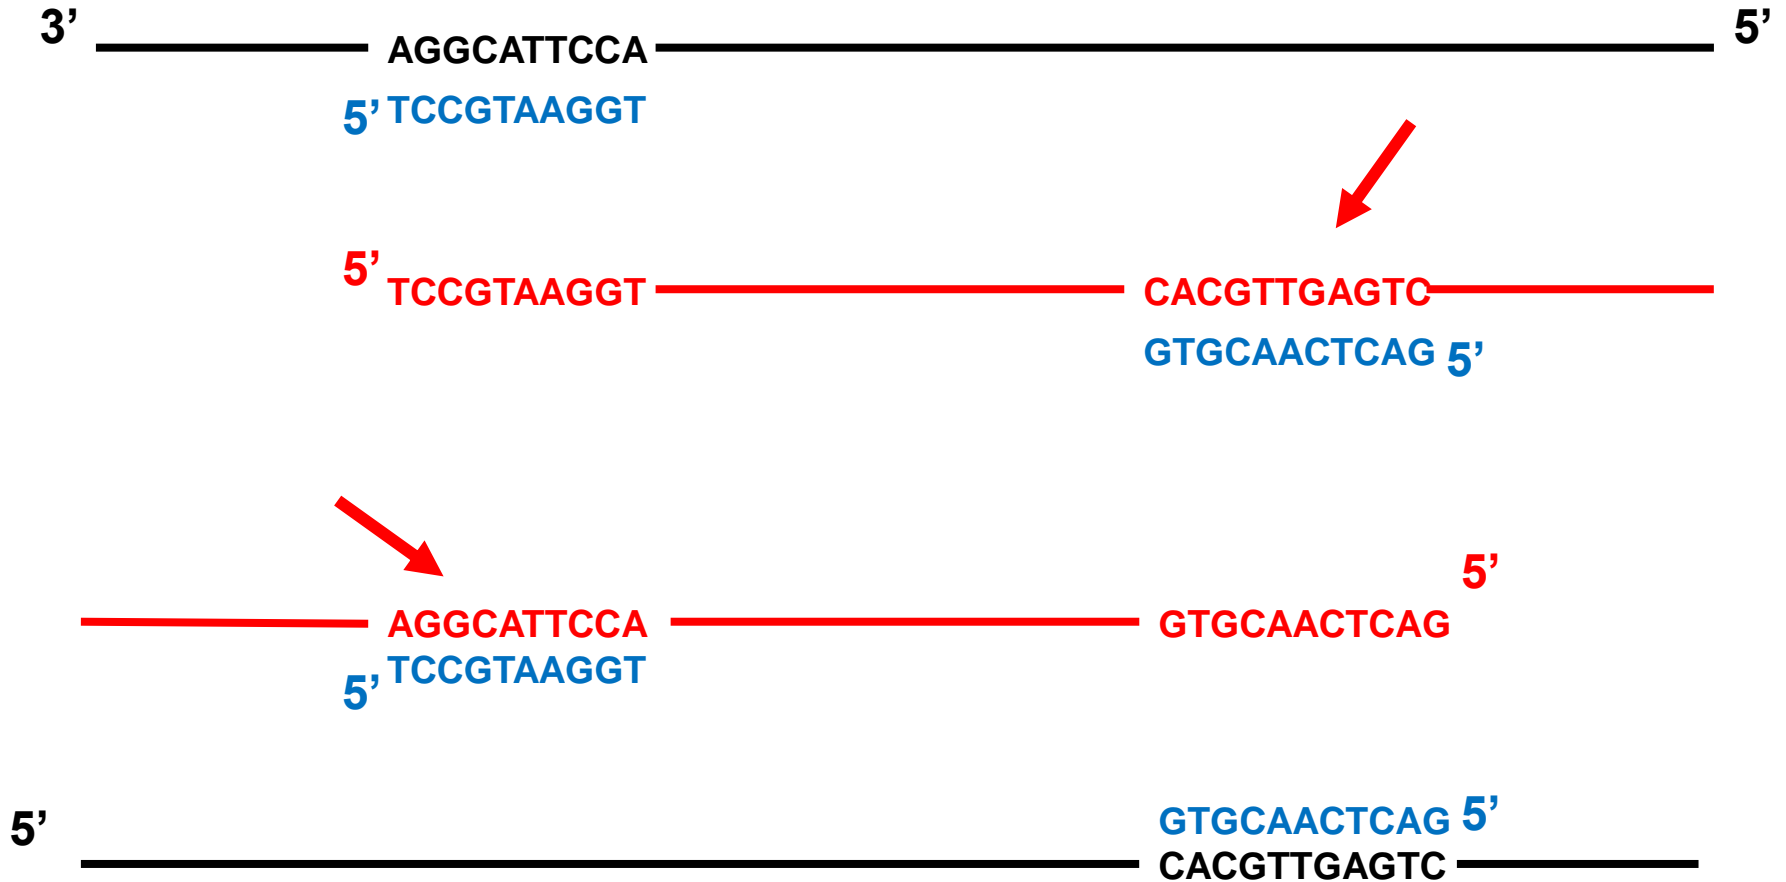 3’ AGGCATTCCA 5’
5’ TCCGTAAGGT
5’ TCCGTAAGGT CACGTTGAGTC
GTGCAACTCAG 5’
5’
AGGCATTCCA GTGCAACTCAG
5’ TCCGTAAGGT
5’ GTGCAACTCAG 5’
CACGTTGAGTC